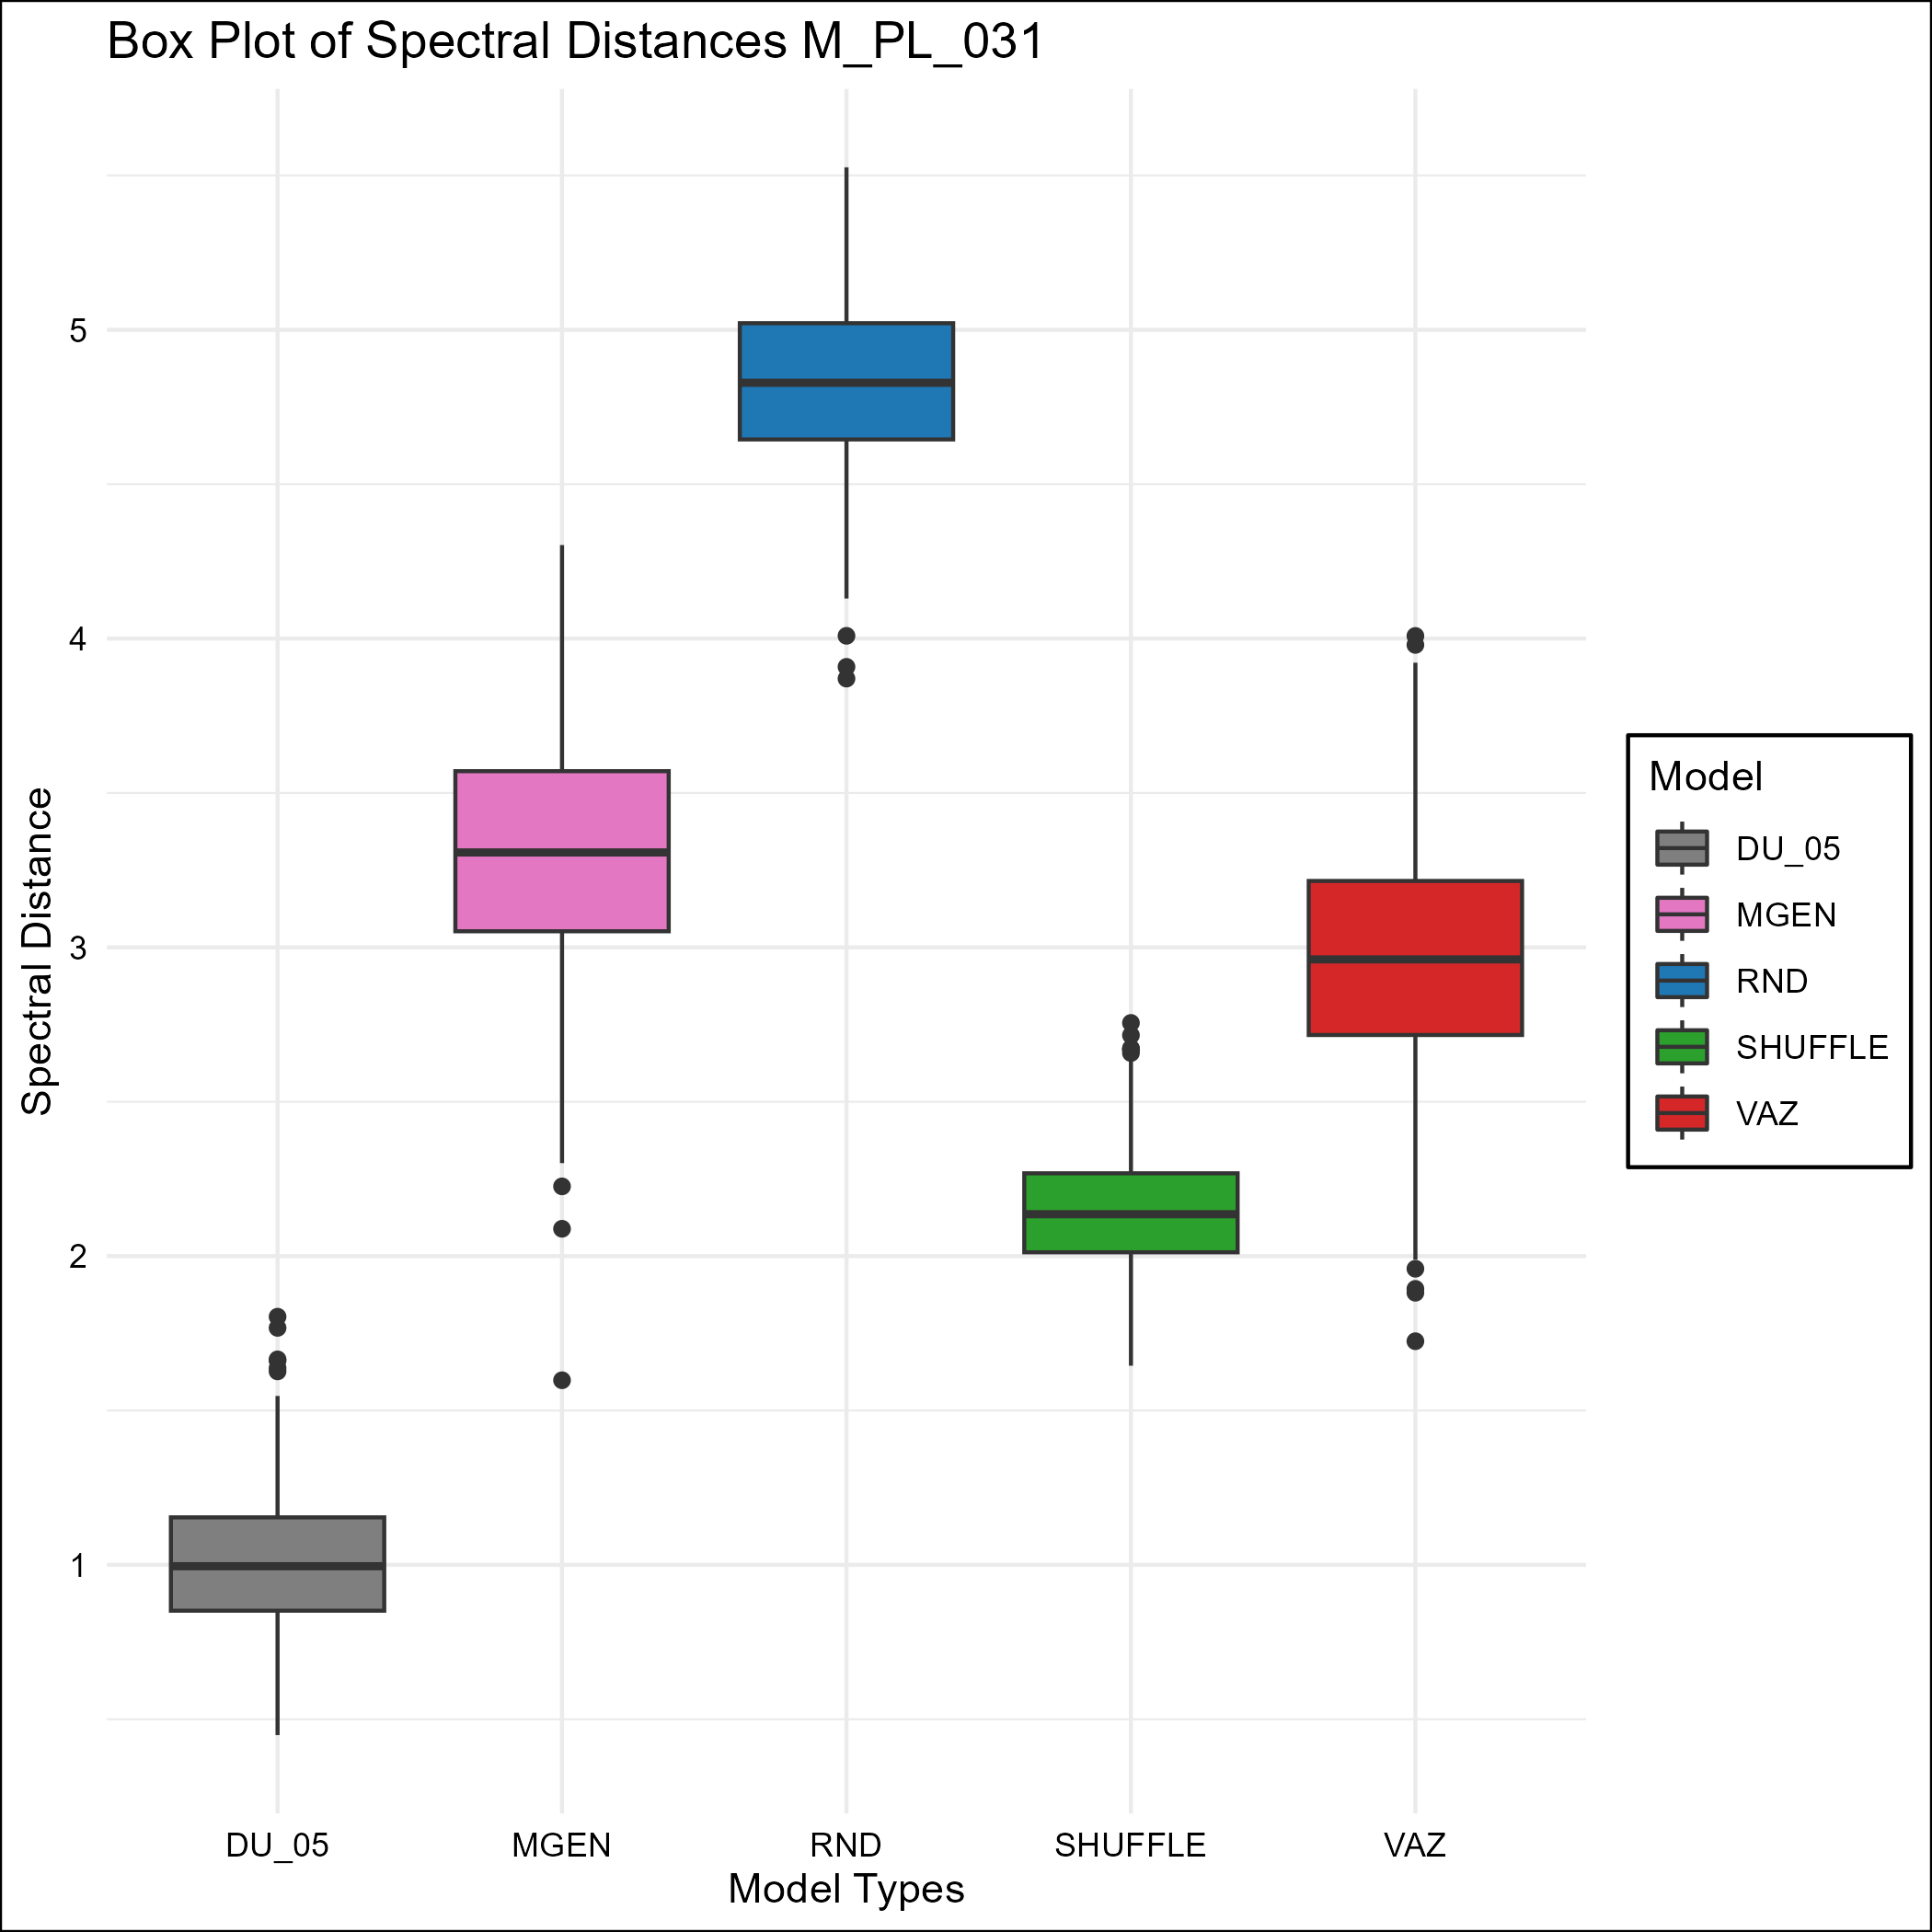 Box Plot of Spectral Distances M_PL_031
Spectral Distance
5
4
3
2
1
DU_05
MGEN
RND
SHUFFLE
VAZ
Model Types
Model
DU_05
MGEN
RND
SHUFFLE
VAZ